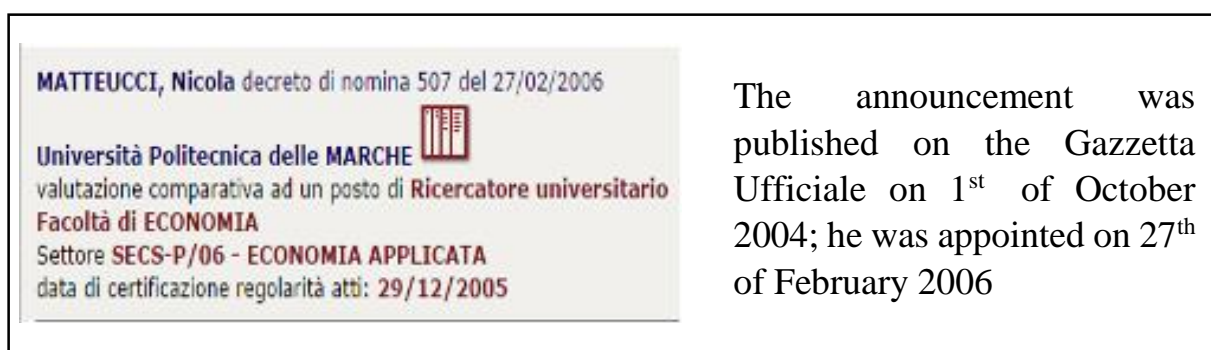 MATTEUCCI, Nicola decreto di nomina 507 del 27/02/2006
Università Politecnica delle MARCHE
valutazione comparativa ad un posto di Ricercatore universitario
Facoltà di ECONOMIA
Settore SECS-P/06 - ECONOMIA APPLICATA
data di certificazione regolarità atti: 29/12/2005
The announcement was
published on the Gazzetta
Ufficiale on 1st of October
2004; he was appointed on 27th
of February 2006